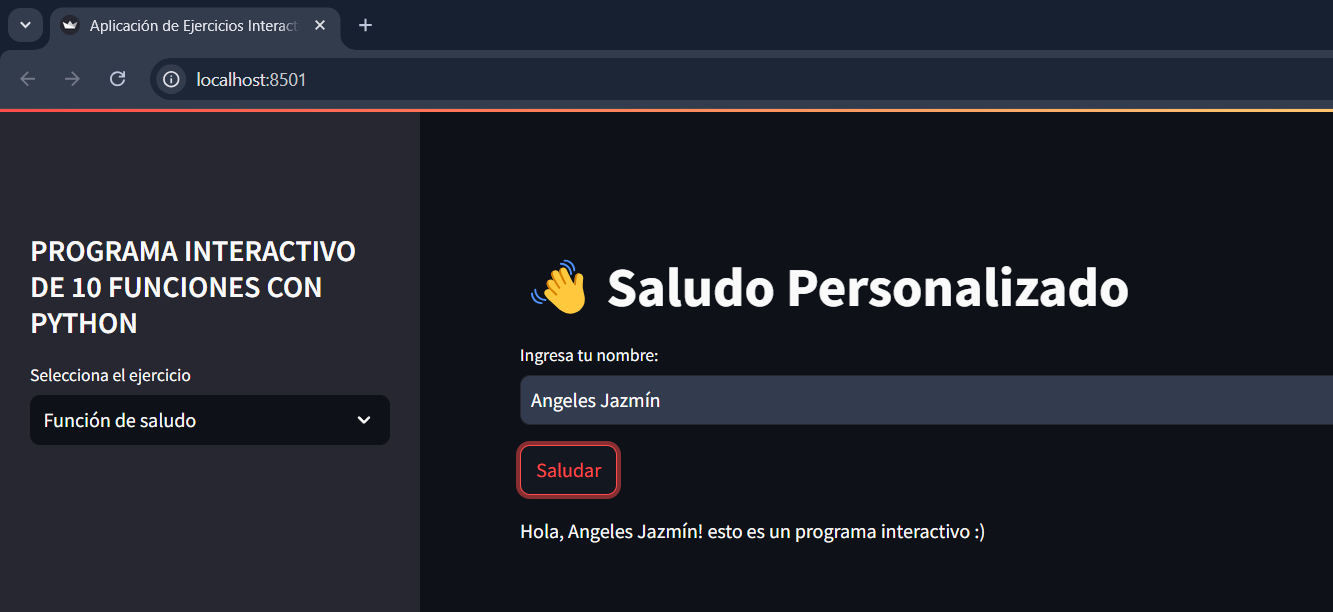 Aplicación de Ejercicios Interact
localhost:8501
PROGRAMA INTERACTIVO
DE 10 FUNCIONES CON
PYTHON
Selecciona el ejercicio
Función de saludo
Saludo Personalizado
Ingresa tu nombre:
Angeles Jazmín
Saludar
Hola, Angeles Jazmín! esto es un programa interactivo :)